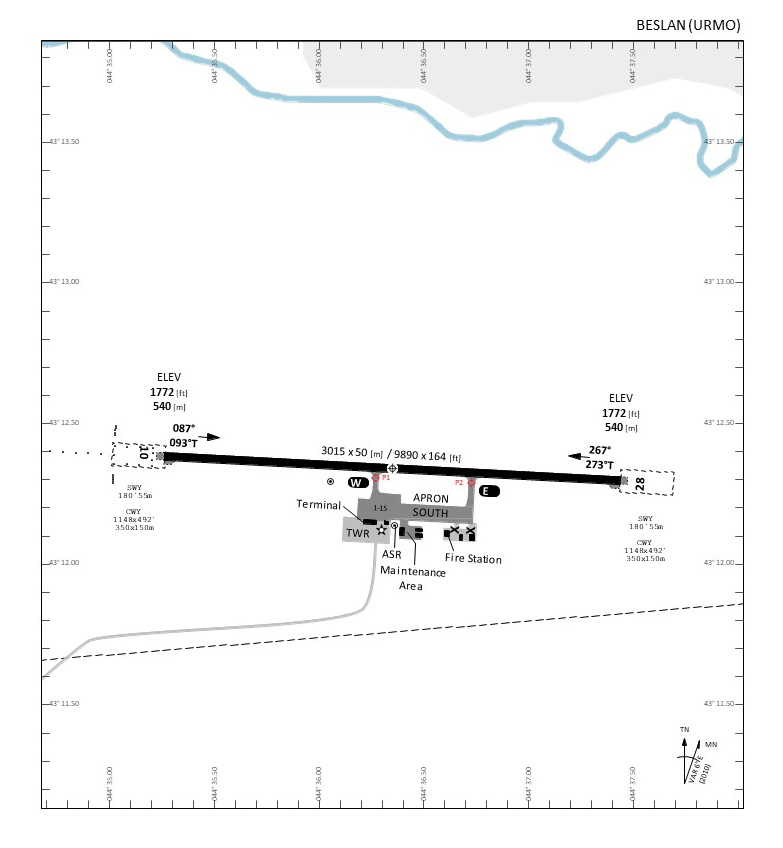 BESLAN (URMO)
044° 35.00
044° 35.50
044° 36.00
044° 36.50
044° 37.00
044° 37.50
43° 13.50
43° 13.50
43° 13.00
43° 13.00
ELEV
1772 [ft]
540 [m]
ELEV
1772 [ft]
540 [m]
43° 12.50
43° 12.50
087°
093°T
3015 x 50 [m] / 9890 x 164 [ft]
267°
273°T
10
28
W
P1
P2
E
SWY
180´55m
CWY
1148x492´
350x150m
Terminal
1-15
APRON
SOUTH
TWR
ASR
Maintenance
Area
Fire Station
SWY
180´55m
CWY
1148x492´
350x150m
43° 12.00
43° 12.00
43° 11.50
43° 11.50
TN
MN
VAR 6°E
(2010)
044° 35.00
044° 35.50
044° 36.00
044° 36.50
044° 37.00
044° 37.50